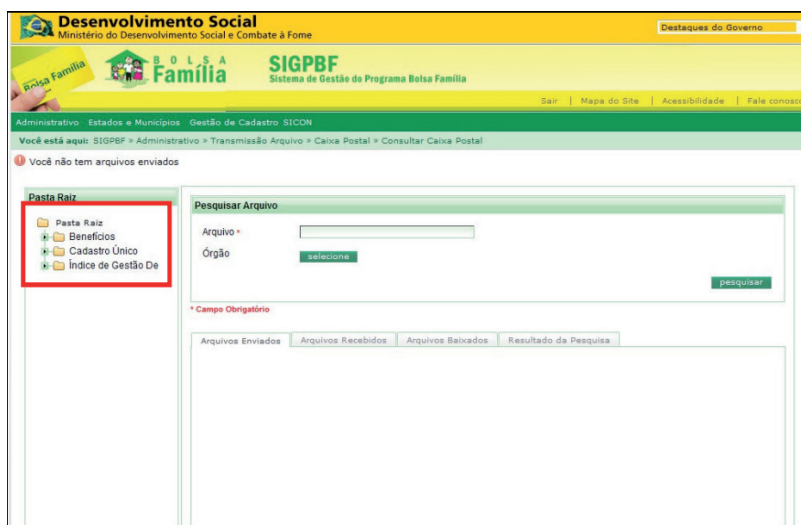 Desenvolvimento Social
Ministério do Desenvolvimento Social e Combate à Fome
Destaques do Governo
Bolsa Família
BOLSA
Família
SIGPBF
Sistema de Gestão do Programa Bolsa Família
Sair | Mapa do Site | Acessibilidade | Fale conosco
Administrativo Estados e Municípios Gestão de Cadastro SICON
Você está aqui: SIGPBF » Administrativo » Transmissão Arquivo » Caixa Postal » Consultar Caixa Postal
Você não tem arquivos enviados
Pasta Raiz
Pasta Raiz
Benefícios
Cadastro Único
Índice de Gestão De
Pesquisar Arquivo
Arquivo *
Órgão selecione
pesquisar
* Campo Obrigatório
Arquivos Enviados Arquivos Recebidos Arquivos Baixados Resultado da Pesquisa